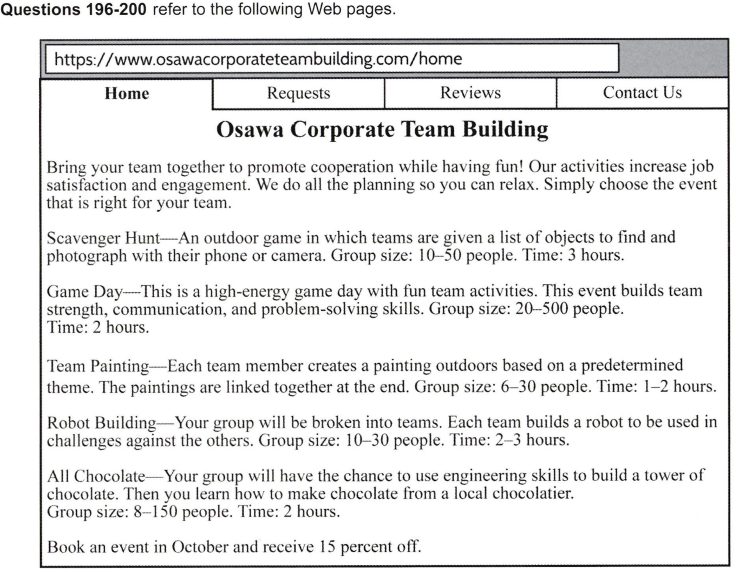 Questions 196-200 refer to the following Web pages.
https://www.osawacorporateteambuilding.com/home
Home Requests Reviews Contact Us
Osawa Corporate Team Building
Bring your team together to promote cooperation while having fun! Our activities increase job
satisfaction and engagement. We do all the planning so you can relax. Simply choose the event
that is right for your team.
Scavenger Hunt—An outdoor game in which teams are given a list of objects to find and
photograph with their phone or camera. Group size: 10–50 people. Time: 3 hours.
Game Day—This is a high-energy game day with fun team activities. This event builds team
strength, communication, and problem-solving skills. Group size: 20–500 people.
Time: 2 hours.
Team Painting—Each team member creates a painting outdoors based on a predetermined
theme. The paintings are linked together at the end. Group size: 6–30 people. Time: 1–2 hours.
Robot Building—Your group will be broken into teams. Each team builds a robot to be used in
challenges against the others. Group size: 10–30 people. Time: 2–3 hours.
All Chocolate—Your group will have the chance to use engineering skills to build a tower of
chocolate. Then you learn how to make chocolate from a local chocolatier.
Group size: 8–150 people. Time: 2 hours.
Book an event in October and receive 15 percent off.